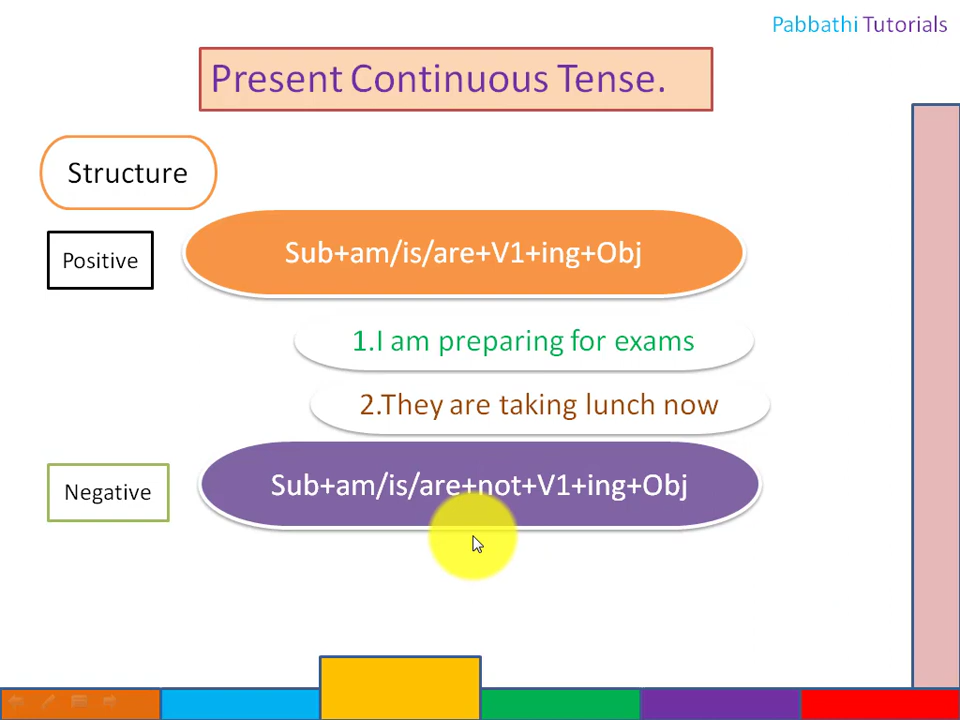 Pabbathi Tutorials
Present Continuous Tense.
Structure
Positive
Sub+am/is/are+V1+ing+Obj
1.I am preparing for exams
2.They are taking lunch now
Negative
Sub+am/is/are+not+V1+ing+Obj